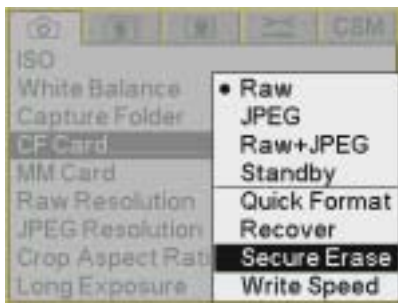 CSM
ISO
White Balance
Capture Folder
CF Card
MM Card
Raw Resolution
JPEG Resolution
Crop Aspect Rati
Long Exposure
Raw
JPEG
Raw+JPEG
Standby
Quick Format
Recover
Secure Erase
Write Speed